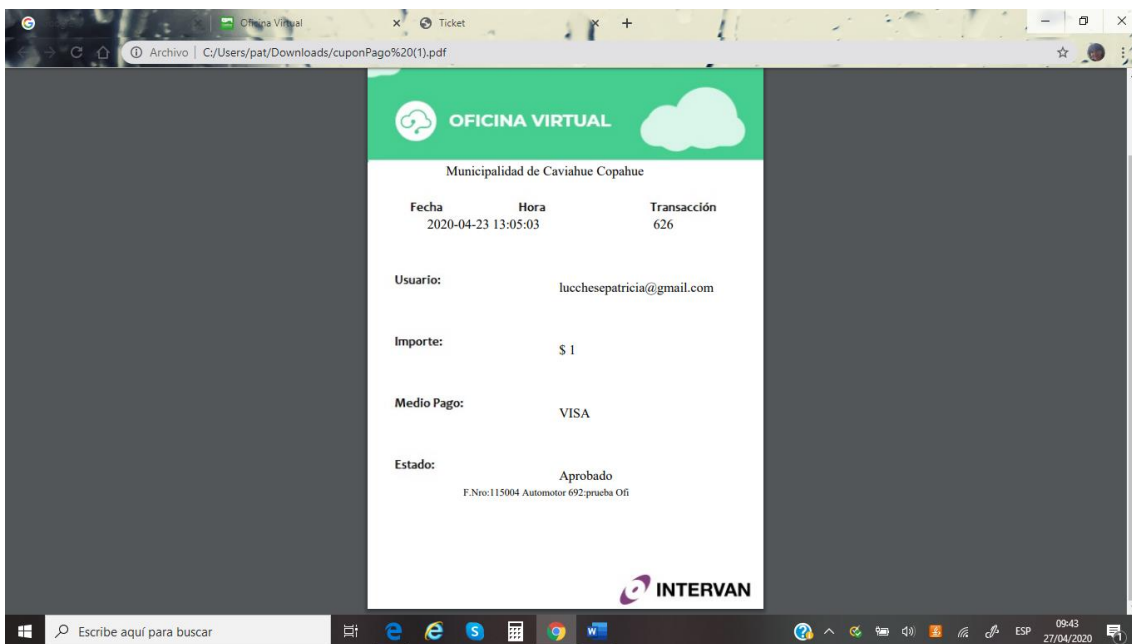 Oficina Virtual
Ticket
Archivo | C:/Users/pat/Downloads/cuponPago%20(1).pdf
OFICINA VIRTUAL
Municipalidad de Caviahue Copahue
Fecha Hora Transacción
2020-04-23 13:05:03 626
Usuario:
lucchesepatricia@gmail.com
Importe:
$ 1
Medio Pago:
VISA
Estado:
Aprobado
F.Nro:115004 Automotor 692:prueba Ofi
INTERVAN
Escribe aquí para buscar
ESP
09:43
27/04/2020